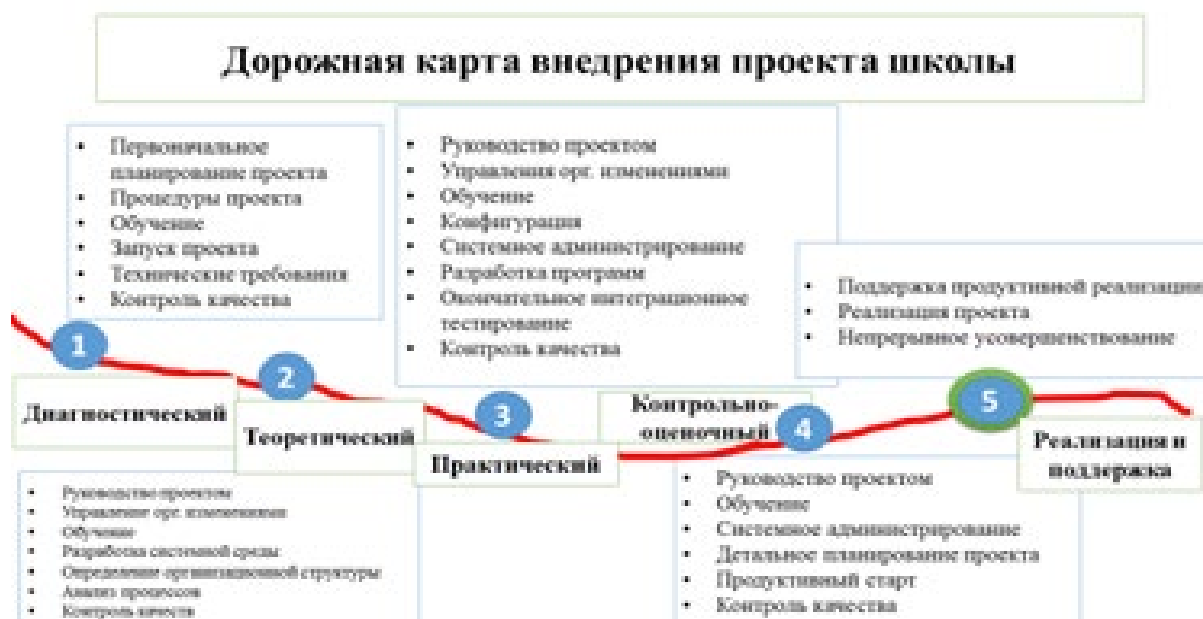 Дорожная карта внедрения проекта школы
• Первоначальное
планирование проекта
• Процедуры проекта
• Обучение
• Запуск проекта
• Технические требования
• Контроль качества
• Руководство проектом
• Управления орг. изменениями
• Обучение
• Конфигурация
• Системное администрирование
• Разработка программ
• Окончательное интеграционное
тестирование
• Контроль качества
• Поддержка продуктивной реализации
• Реализация проекта
• Непрерывное усовершенствование
1
Диагностический
2
Теоретический
3
Практический
Контрольно-
оценочный
4
5
Реализация и
поддержка
• Руководство проектом
• Управление орг. изменениями
• Обучение
• Разработка системной среды
• Определение организационной структуры
• Анализ процессов
• Контроль качеств
• Руководство проектом
• Обучение
• Системное администрирование
• Детальное планирование проекта
• Продуктивный старт
• Контроль качества